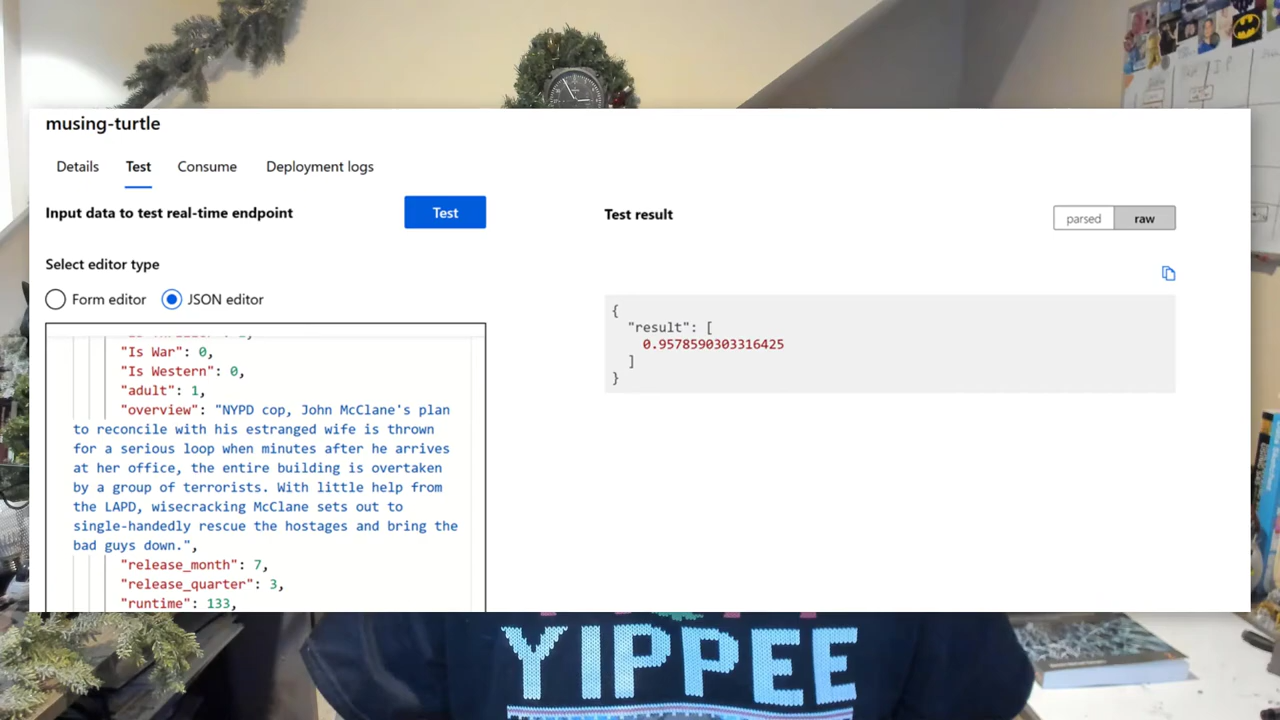 musing-turtle
Details Test Consume Deployment logs
Input data to test real-time endpoint
Test
Select editor type
Form editor
JSON editor
"Is War": 0,
"Is Western": 0,
"adult": 1,
"overview": "NYPD cop, John McClane's plan
to reconcile with his estranged wife is thrown
for a serious loop when minutes after he arrives
at her office, the entire building is overtaken
by a group of terrorists. With little help from
the LAPD, wisecracking McClane sets out to
single-handedly rescue the hostages and bring the
bad guys down.",
"release_month": 7,
"release_quarter": 3,
"runtime": 133,
Test result
parsed raw
{
"result": [
0.9578590303316425
]
}
YIPPEE